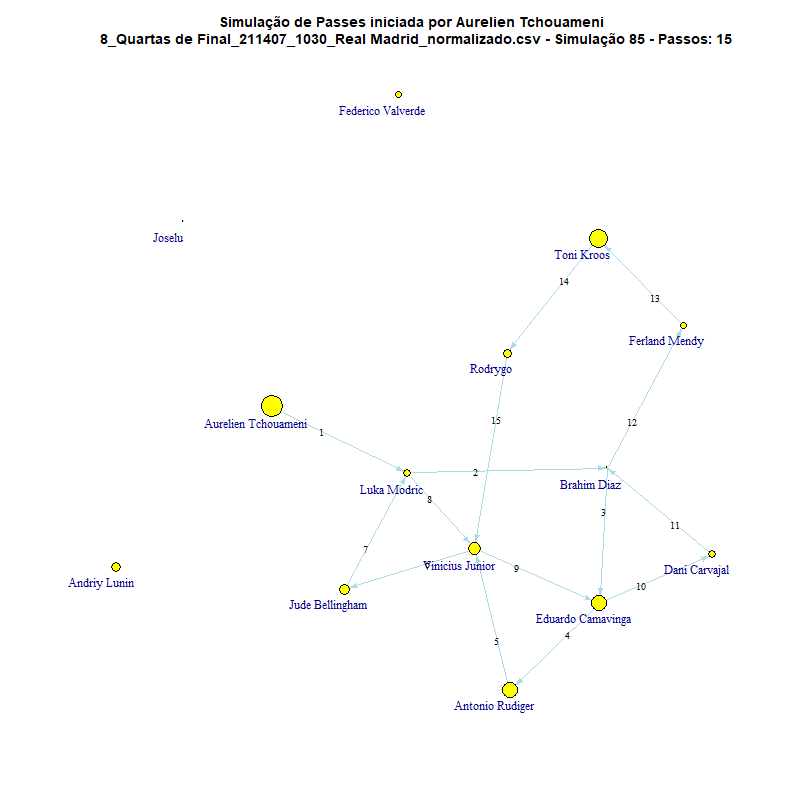 Simulação de Passes iniciada por Aurelien Tchouameni
8_Quartas de Final_211407_1030_Real Madrid_normalizado.csv - Simulação 85 - Passos: 15
Federico Valverde
Joselu
Toni Kroos
14
13
Ferland Mendy
Rodrygo
15
12
Aurelien Tchouameni
1
2
Luka Modric
Brahim Diaz
8
3
11
7
6
Vinicius Junior
9
Dani Carvajal
Andriy Lunin
10
Jude Bellingham
Eduardo Camavinga
4
5
Antonio Rudiger